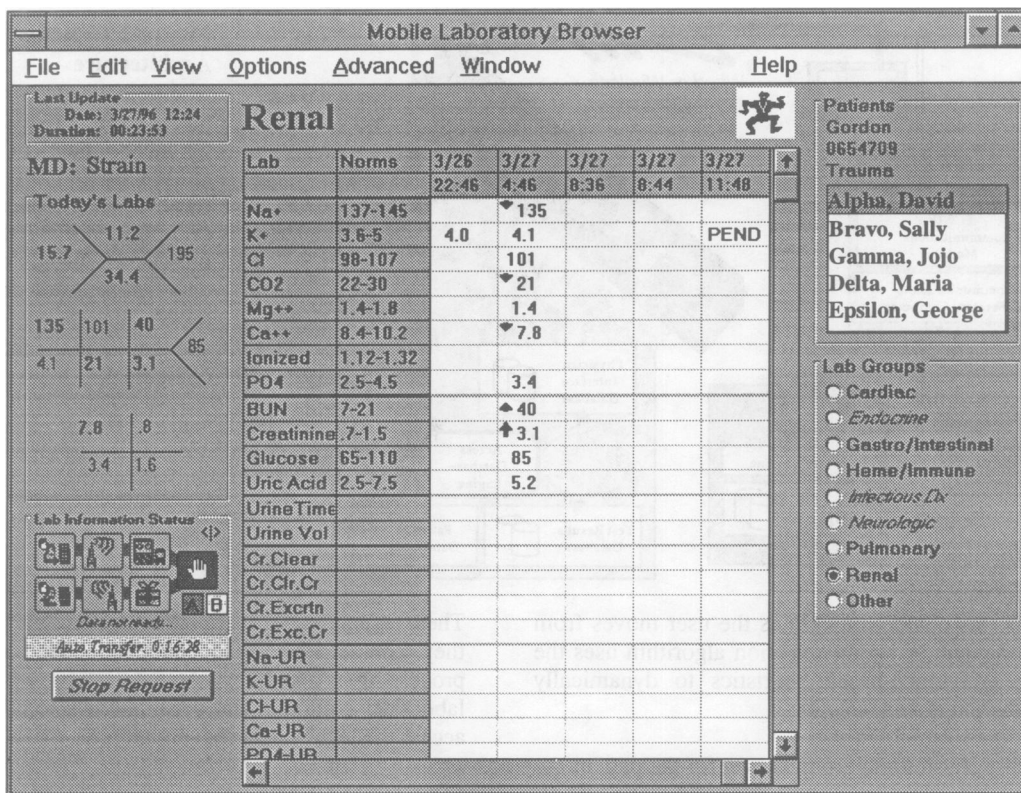 Mobile Laboratory Browser
File Edit View Options Advanced Window Help
Last Update
Date: 3/27/96 12:24
Duration: 00:23:53
MD: Strain
Today's Labs
11.2
15.7 195
34.4
135 101 40
85
4.1 21 3.1
7.8 .8
3.4 1.6
Lab Information Status
A B
Data not ready...
Auto Transfer: 0:16:28
Stop Request
Renal
Lab Norms 3/26 3/27 3/27 3/27 3/27
22:46 4:46 8:36 8:44 11:48
Na+ 137-145 135
K+ 3.6-5 4.0 4.1 PEND
Cl 98-107 101
CO2 22-30 21
Mg++ 1.4-1.8 1.4
Ca++ 8.4-10.2 7.8
Ionized 1.12-1.32
PO4 2.5-4.5 3.4
BUN 7-21 40
Creatinine .7-1.5 3.1
Glucose 65-110 85
Uric Acid 2.5-7.5 5.2
UrineTime
Urine Vol
Cr.Clear
Cr.Clr.Cr
Cr.Excrtn
Cr.Exc.Cr
Na-UR
K-UR
Cl-UR
Ca-UR
PO4-UR
Patients
Gordon
0654709
Trauma
Alpha, David
Bravo, Sally
Gamma, Jojo
Delta, Maria
Epsilon, George
Lab Groups
Cardiac
Endocrine
Gastro/Intestinal
Heme/Immune
Infectious Dx
Neurologic
Pulmonary
Renal
Other